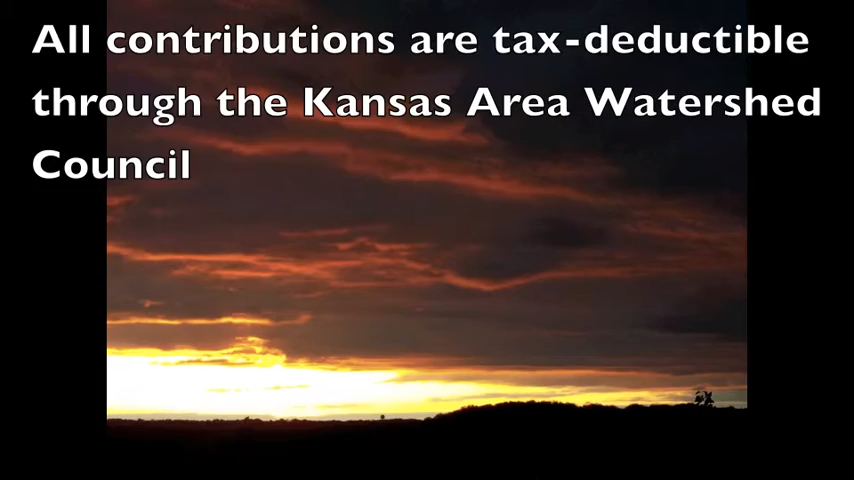 All contributions are tax-deductible
through the Kansas Area Watershed
Council